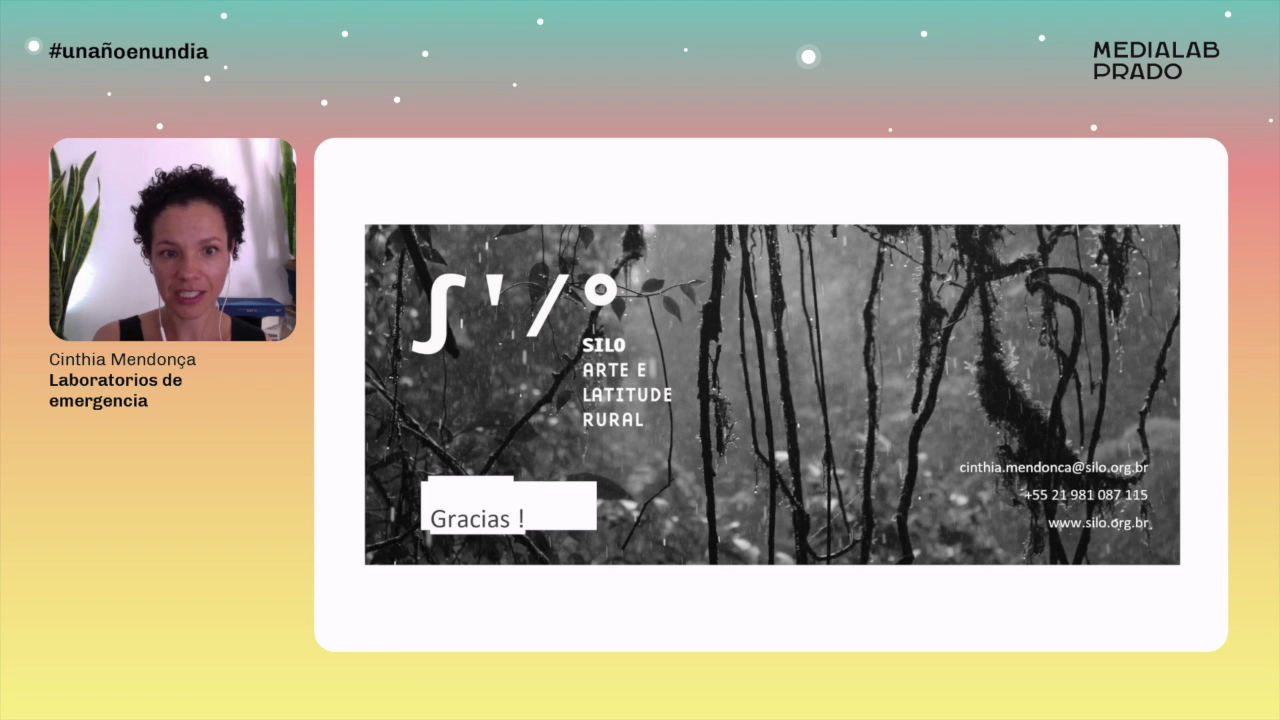 #unañoenundia
MEDIALAB
PRADO
Cinthia Mendonça
Laboratorios de
emergencia
SILO
ARTE E
LATITUDE
RURAL
Gracias !
cinthia.mendonca@silo.org.br
+55 21 981 087 115
www.silo.org.br